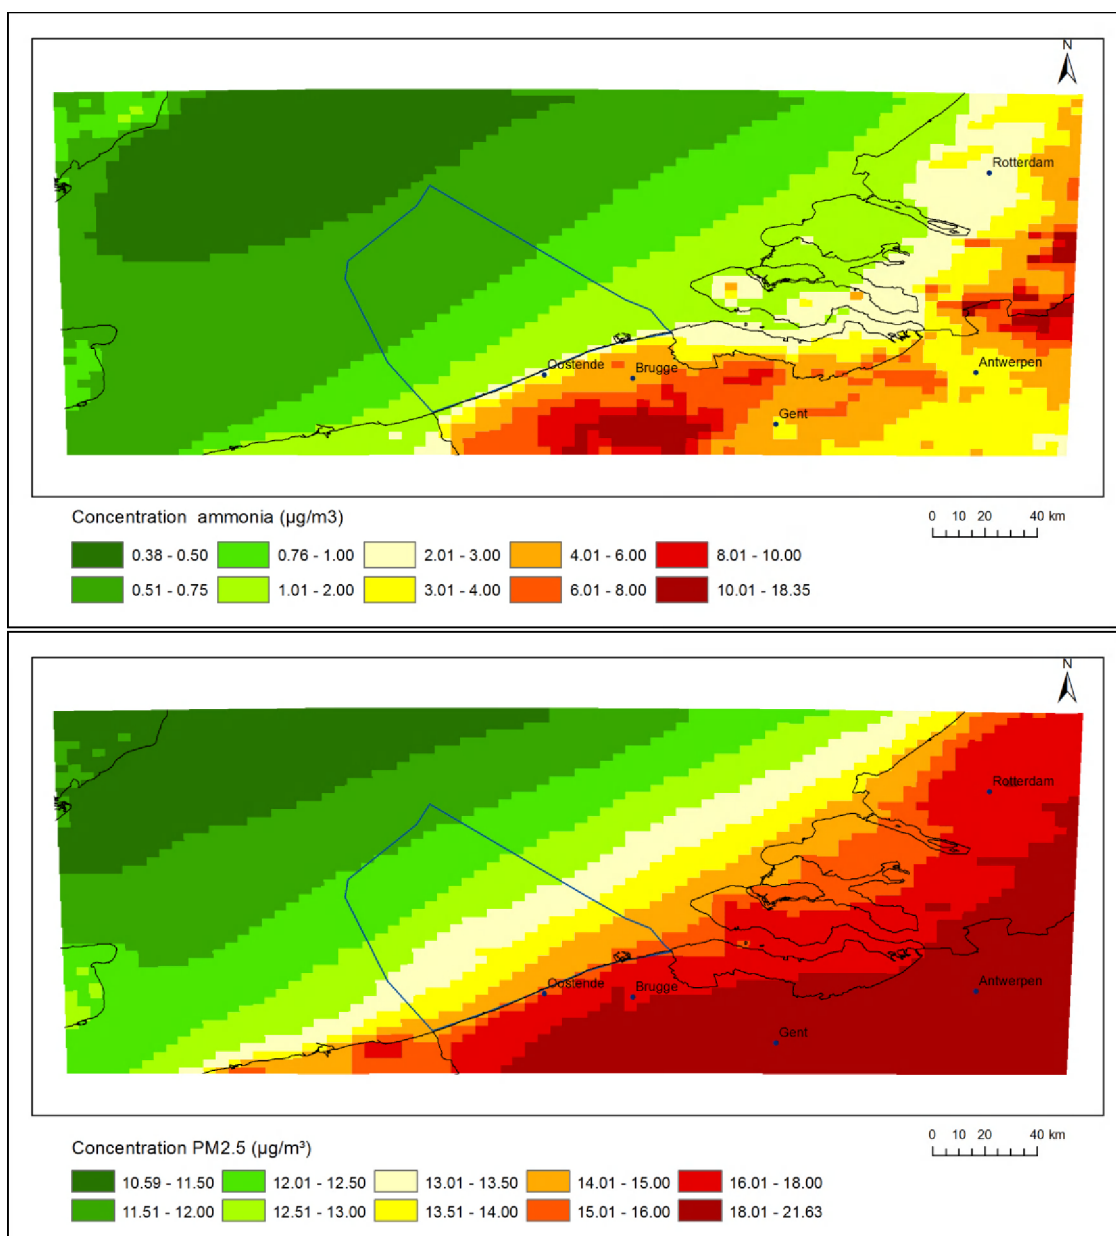 N
Rotterdam
Oostende
Brugge
Antwerpen
Gent
Concentration ammonia (µg/m3)
0 10 20 40 km
0.38 - 0.50 0.76 - 1.00 2.01 - 3.00 4.01 - 6.00 8.01 - 10.00
0.51 - 0.75 1.01 - 2.00 3.01 - 4.00 6.01 - 8.00 10.01 - 18.35
N
Rotterdam
Oostende
Brugge
Antwerpen
Gent
Concentration PM2.5 (µg/m³)
0 10 20 40 km
10.59 - 11.50 12.01 - 12.50 13.01 - 13.50 14.01 - 15.00 16.01 - 18.00
11.51 - 12.00 12.51 - 13.00 13.51 - 14.00 15.01 - 16.00 18.01 - 21.63